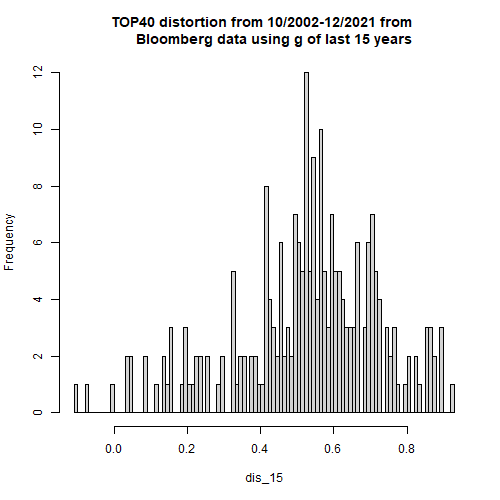 TOP40 distortion from 10/2002-12/2021 from
Bloomberg data using g of last 15 years
Frequency
12
10
8
6
4
2
0
0.0 0.2 0.4 0.6 0.8
dis_15